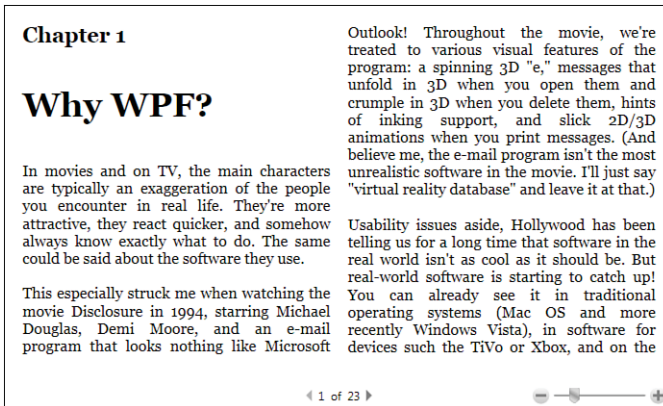 Chapter 1
Why WPF?
In movies and on TV, the main characters
are typically an exaggeration of the people
you encounter in real life. They're more
attractive, they react quicker, and somehow
always know exactly what to do. The same
could be said about the software they use.
This especially struck me when watching the
movie Disclosure in 1994, starring Michael
Douglas, Demi Moore, and an e-mail
program that looks nothing like Microsoft
Outlook! Throughout the movie, we're
treated to various visual features of the
program: a spinning 3D "e," messages that
unfold in 3D when you open them and
crumple in 3D when you delete them, hints
of inking support, and slick 2D/3D
animations when you print messages. (And
believe me, the e-mail program isn't the most
unrealistic software in the movie. I'll just say
"virtual reality database" and leave it at that.)
Usability issues aside, Hollywood has been
telling us for a long time that software in the
real world isn't as cool as it should be. But
real-world software is starting to catch up!
You can already see it in traditional
operating systems (Mac OS and more
recently Windows Vista), in software for
devices such the TiVo or Xbox, and on the
1 of 23